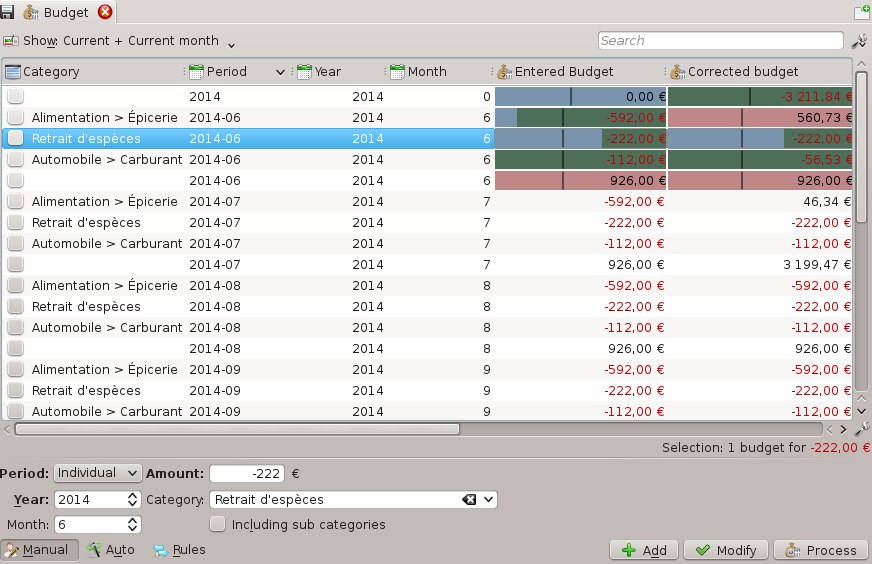 Budget
Show: Current + Current month
Search
Category Period Year Month Entered Budget Corrected budget
2014 2014 0 0,00 € -3 211,84 €
Alimentation > Épicerie 2014-06 2014 6 -592,00 € 560,73 €
Retrait d'espèces 2014-06 2014 6 -222,00 € -222,00 €
Automobile > Carburant 2014-06 2014 6 -112,00 € -56,53 €
2014-06 2014 6 926,00 € 926,00 €
Alimentation > Épicerie 2014-07 2014 7 -592,00 € 46,34 €
Retrait d'espèces 2014-07 2014 7 -222,00 € -222,00 €
Automobile > Carburant 2014-07 2014 7 -112,00 € -112,00 €
2014-07 2014 7 926,00 € 3 199,47 €
Alimentation > Épicerie 2014-08 2014 8 -592,00 € -592,00 €
Retrait d'espèces 2014-08 2014 8 -222,00 € -222,00 €
Automobile > Carburant 2014-08 2014 8 -112,00 € -112,00 €
2014-08 2014 8 926,00 € 926,00 €
Alimentation > Épicerie 2014-09 2014 9 -592,00 € -592,00 €
Retrait d'espèces 2014-09 2014 9 -222,00 € -222,00 €
Automobile > Carburant 2014-09 2014 9 -112,00 € -112,00 €
Selection: 1 budget for -222,00 €
Period: Individual Amount: -222 €
Year: 2014 Category: Retrait d'espèces
Month: 6 Including sub categories
Manual Auto Rules Add Modify Process